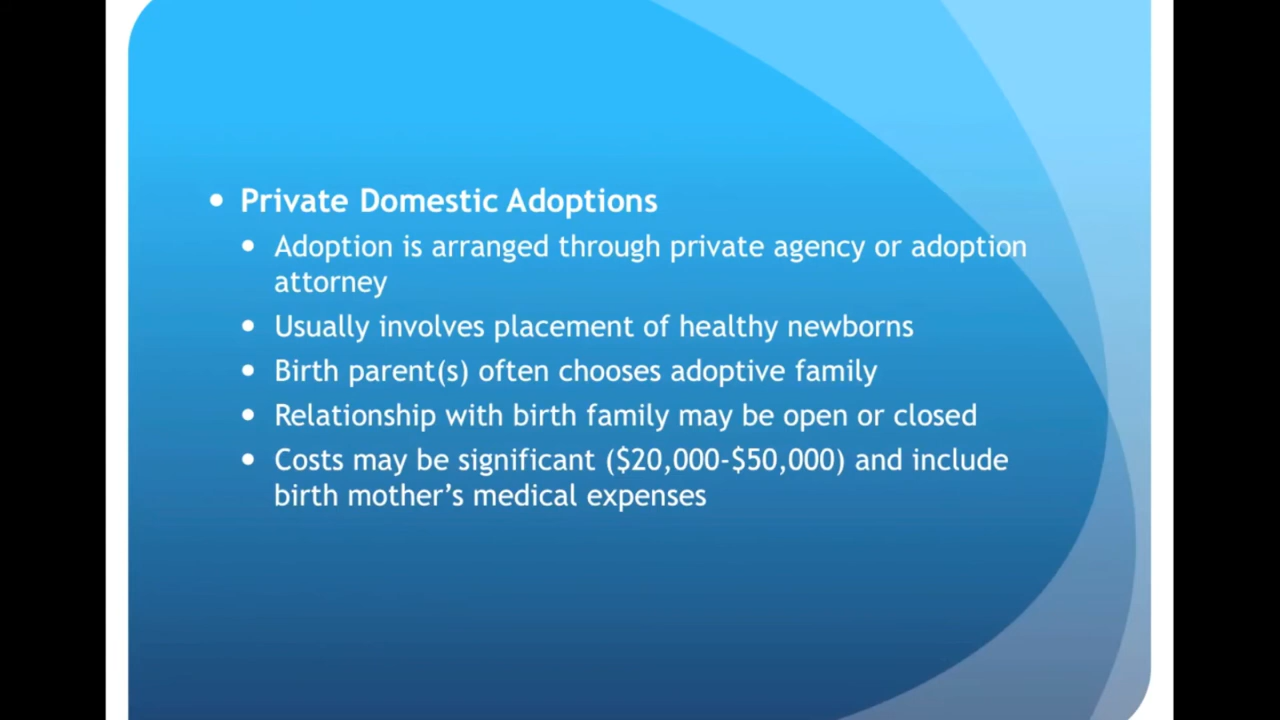 • Private Domestic Adoptions
• Adoption is arranged through private agency or adoption
attorney
• Usually involves placement of healthy newborns
• Birth parent(s) often chooses adoptive family
• Relationship with birth family may be open or closed
• Costs may be significant ($20,000-$50,000) and include
birth mother’s medical expenses